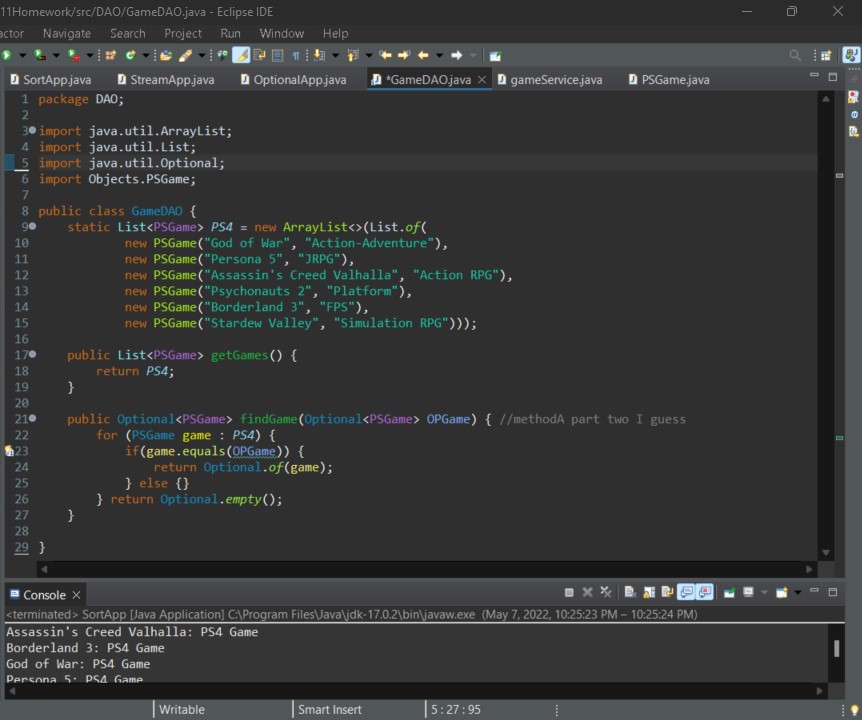 11Homework/src/DAO/GameDAO.java - Eclipse IDE
actor Navigate Search Project Run Window Help
SortApp.java StreamApp.java OptionalApp.java *GameDAO.java gameService.java PSGame.java
1 package DAO;
2
3 import java.util.ArrayList;
4 import java.util.List;
5 import java.util.Optional;
6 import Objects.PSGame;
7
8 public class GameDAO {
9 static List<PSGame> PS4 = new ArrayList<>(List.of(
10 new PSGame("God of War", "Action-Adventure"),
11 new PSGame("Persona 5", "JRPG"),
12 new PSGame("Assassin's Creed Valhalla", "Action RPG"),
13 new PSGame("Psychonauts 2", "Platform"),
14 new PSGame("Borderland 3", "FPS"),
15 new PSGame("Stardew Valley", "Simulation RPG")));
16
17 public List<PSGame> getGames() {
18 return PS4;
19 }
20
21 public Optional<PSGame> findGame(Optional<PSGame> OPGame) { //methodA part two I guess
22 for (PSGame game : PS4) {
23 if(game.equals(OPGame)) {
24 return Optional.of(game);
25 } else {}
26 } return Optional.empty();
27 }
28
29 }
Console
<terminated> SortApp [Java Application] C:\Program Files\Java\jdk-17.0.2\bin\javaw.exe (May 7, 2022, 10:25:23 PM – 10:25:24 PM)
Assassin's Creed Valhalla: PS4 Game
Borderland 3: PS4 Game
God of War: PS4 Game
Persona 5: PS4 Game
Writable Smart Insert 5 : 27 : 95